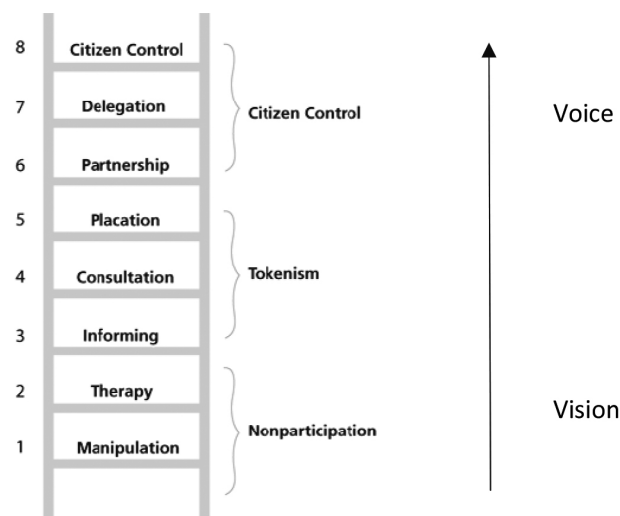 8 Citizen Control
7 Delegation
Citizen Control
Voice
6 Partnership
5 Placation
4 Consultation
Tokenism
3 Informing
2 Therapy
Vision
Nonparticipation
1 Manipulation